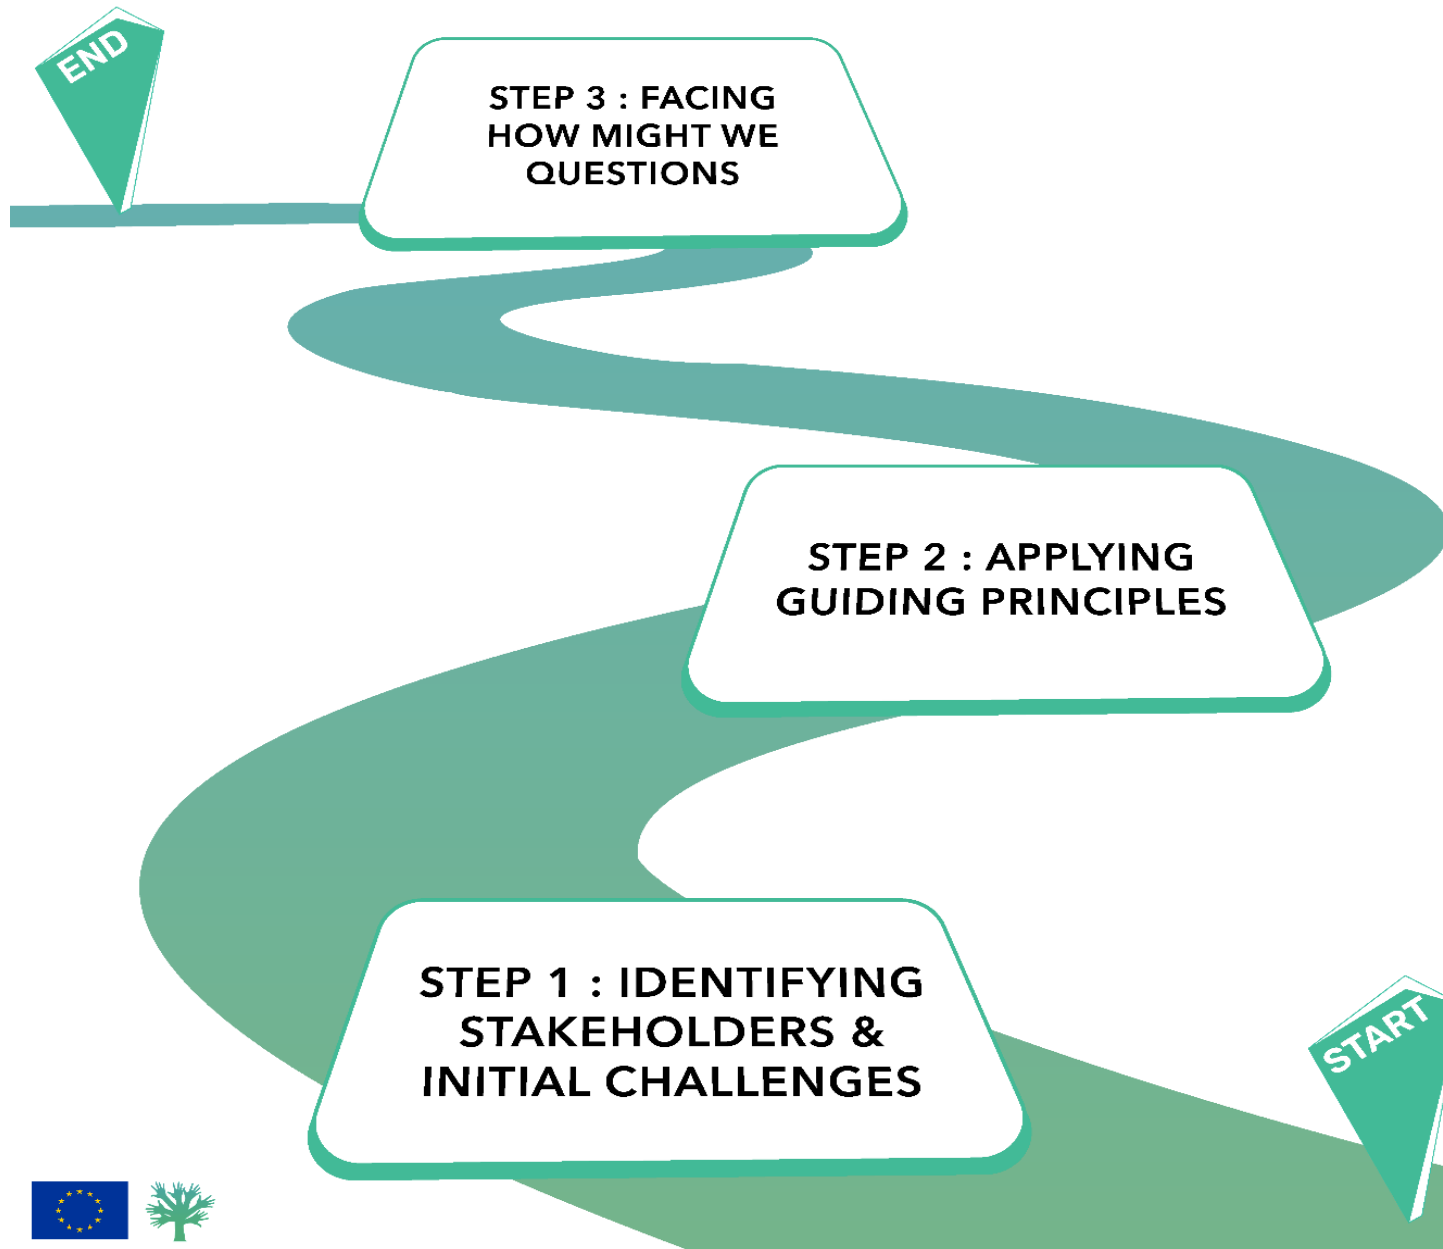 END
STEP 3 : FACING
HOW MIGHT WE
QUESTIONS
STEP 2 : APPLYING
GUIDING PRINCIPLES
STEP 1 : IDENTIFYING
STAKEHOLDERS &
INITIAL CHALLENGES
START